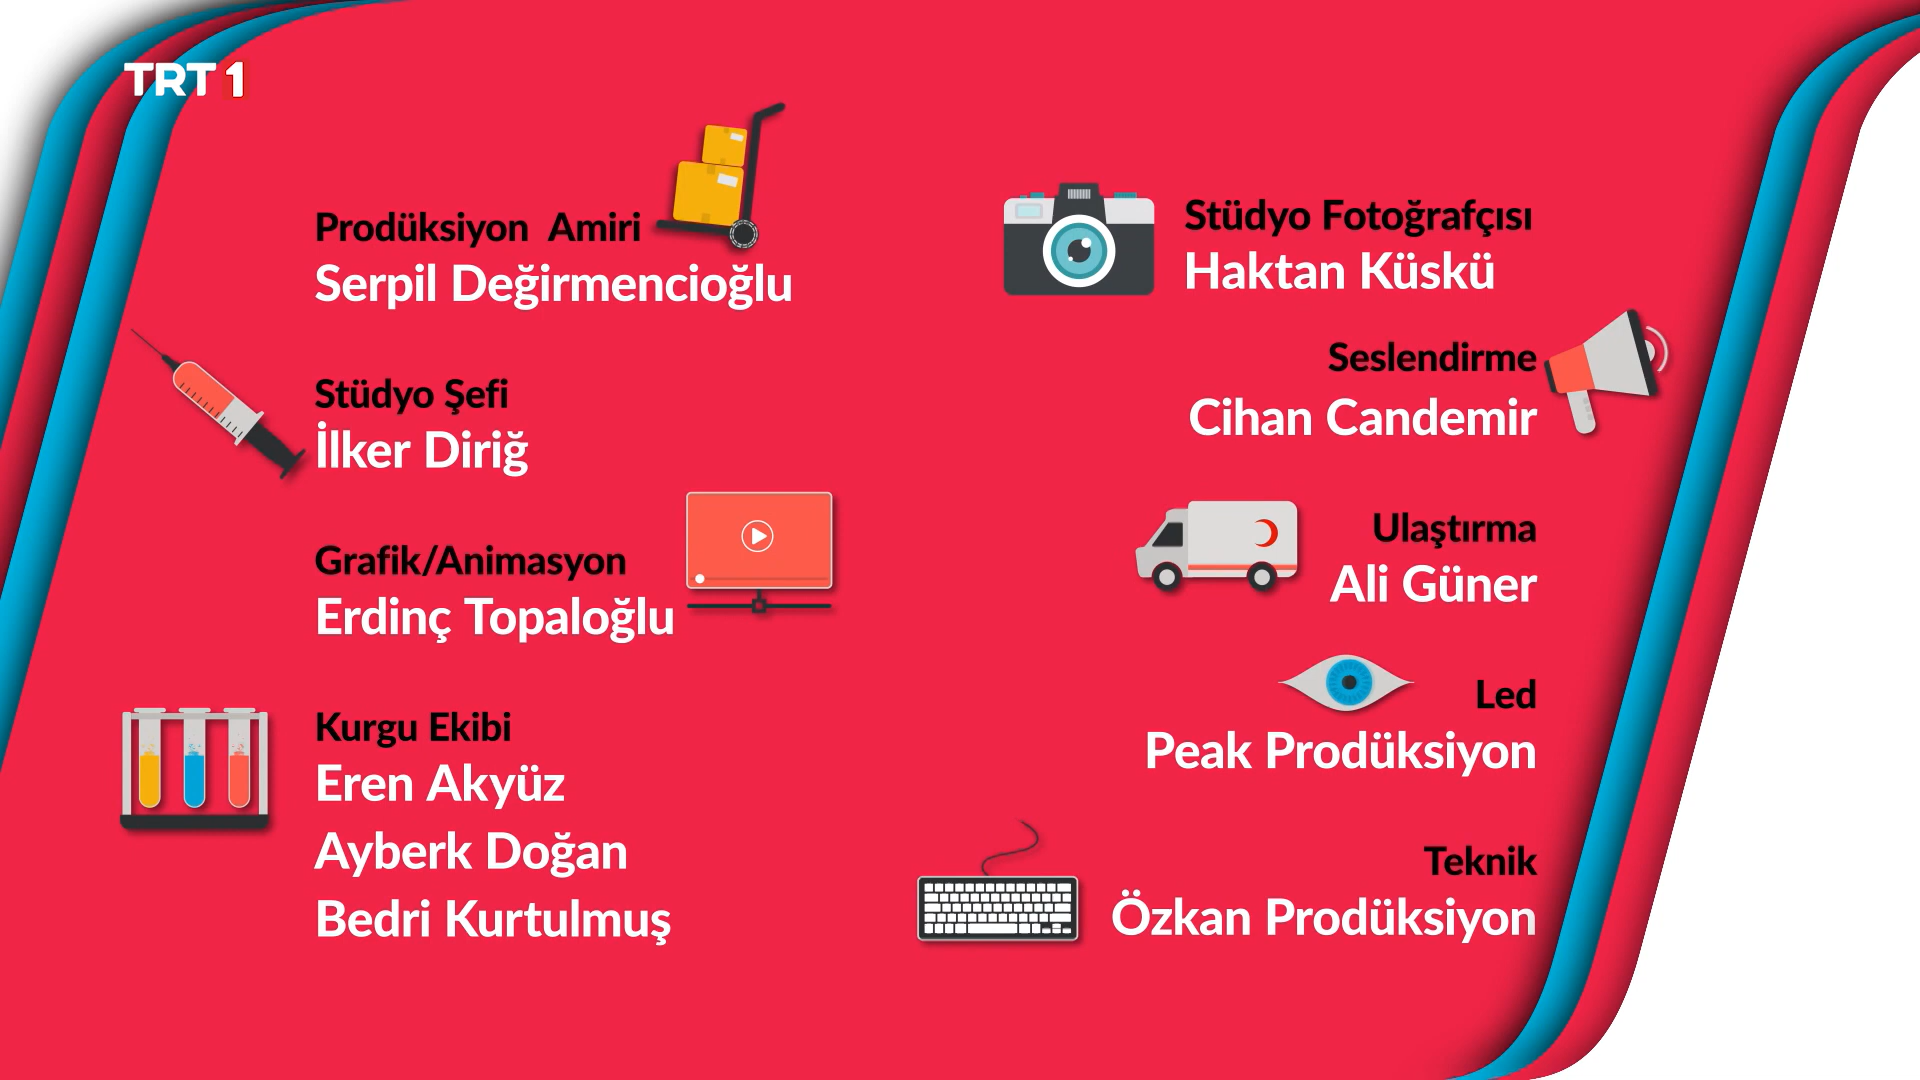 TRT 1
Prodüksiyon Amiri
Serpil Değirmencioğlu
Stüdyo Şefi
İlker Diriğ
Grafik/Animasyon
Erdinç Topaloğlu
Kurgu Ekibi
Eren Akyüz
Ayberk Doğan
Bedri Kurtulmuş
Stüdyo Fotoğrafçısı
Haktan Küskü
Seslendirme
Cihan Candemir
Ulaştırma
Ali Güner
Led
Peak Prodüksiyon
Teknik
Özkan Prodüksiyon